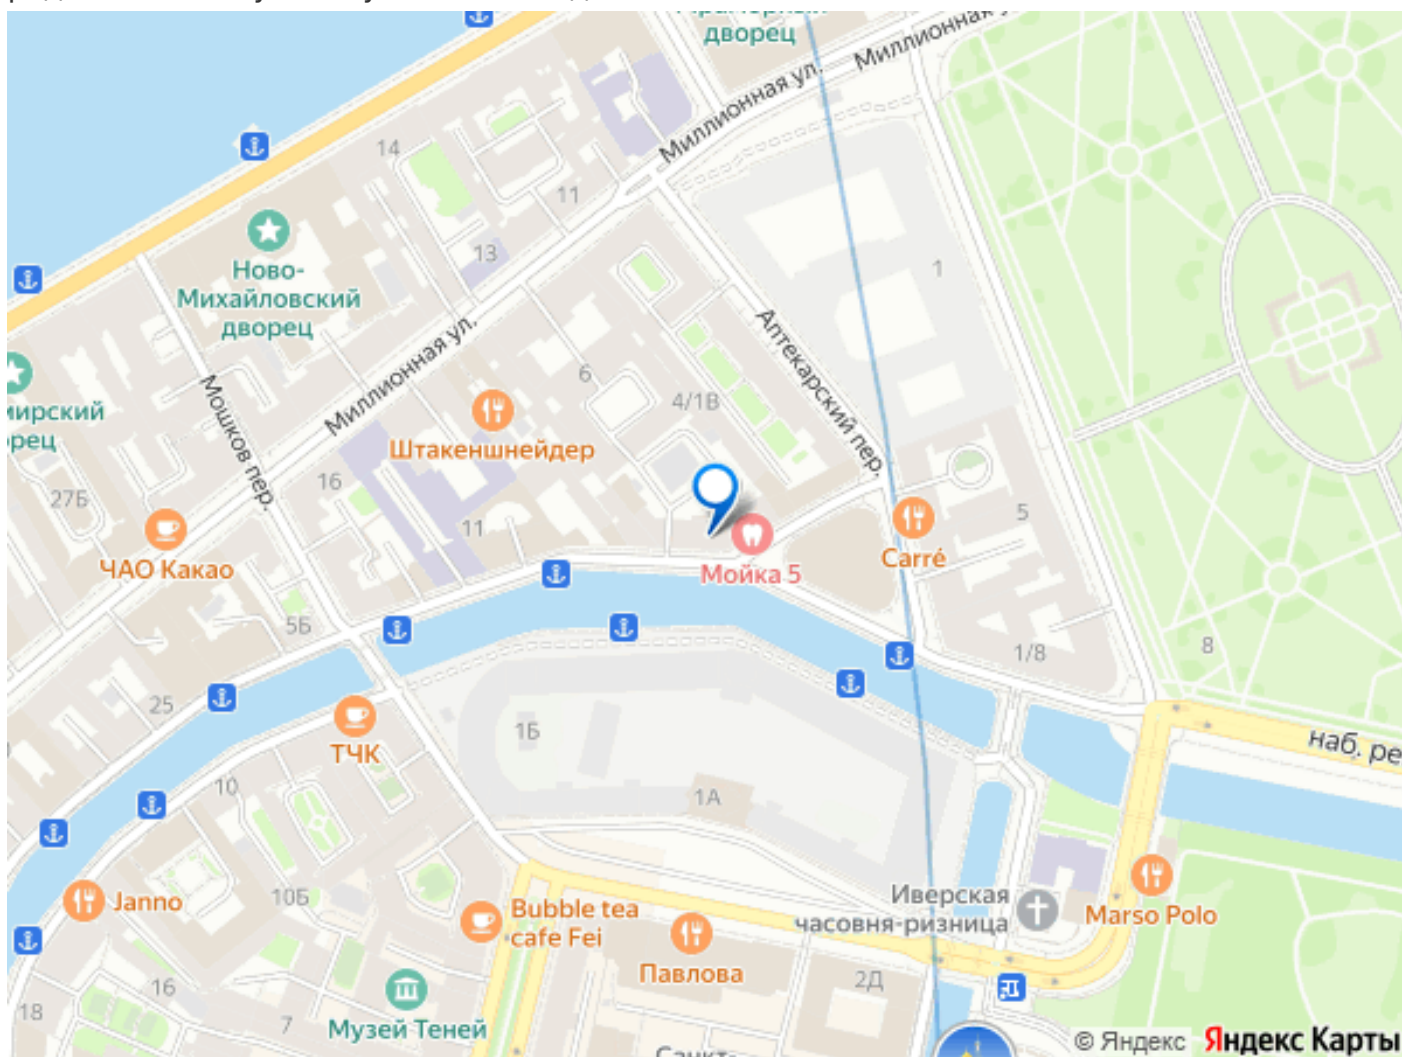 дворец
Миллионная ул.
Миллионная
14
11
13
Ново-
Михайловский
дворец
1
Миллионная ул.
Аптекарский пер.
Мошков пер.
6
4/1В
мирский
рец
Штакеншнейдер
16
27Б
11
5
ЧАО Какао
Мойка 5
Carré
5Б
1/8
8
25
1Б
ТЧК
наб. ре
10
1А
10Б
Janno
Bubble tea
cafe Fei
Павлова
Иверская
часовня-ризница
Marso Polo
2Д
16
18
7
Музей Теней
Санкт-
© Яндекс Яндекс Карты